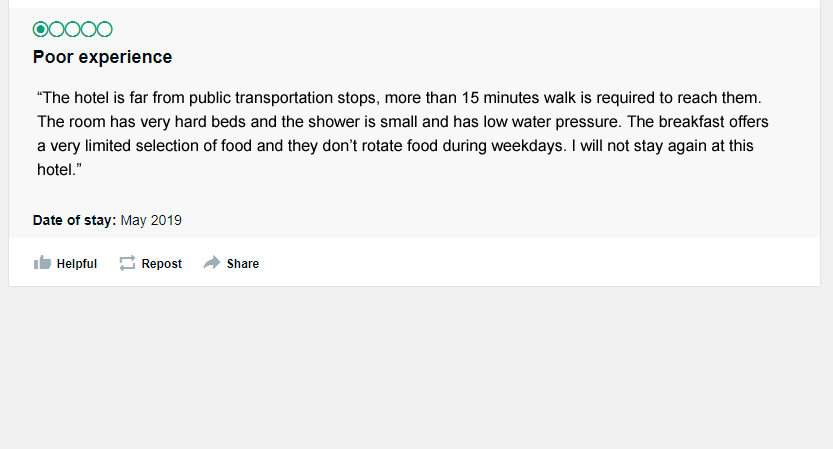 Poor experience
“The hotel is far from public transportation stops, more than 15 minutes walk is required to reach them.
The room has very hard beds and the shower is small and has low water pressure. The breakfast offers
a very limited selection of food and they don’t rotate food during weekdays. I will not stay again at this
hotel.”
Date of stay: May 2019
Helpful Repost Share